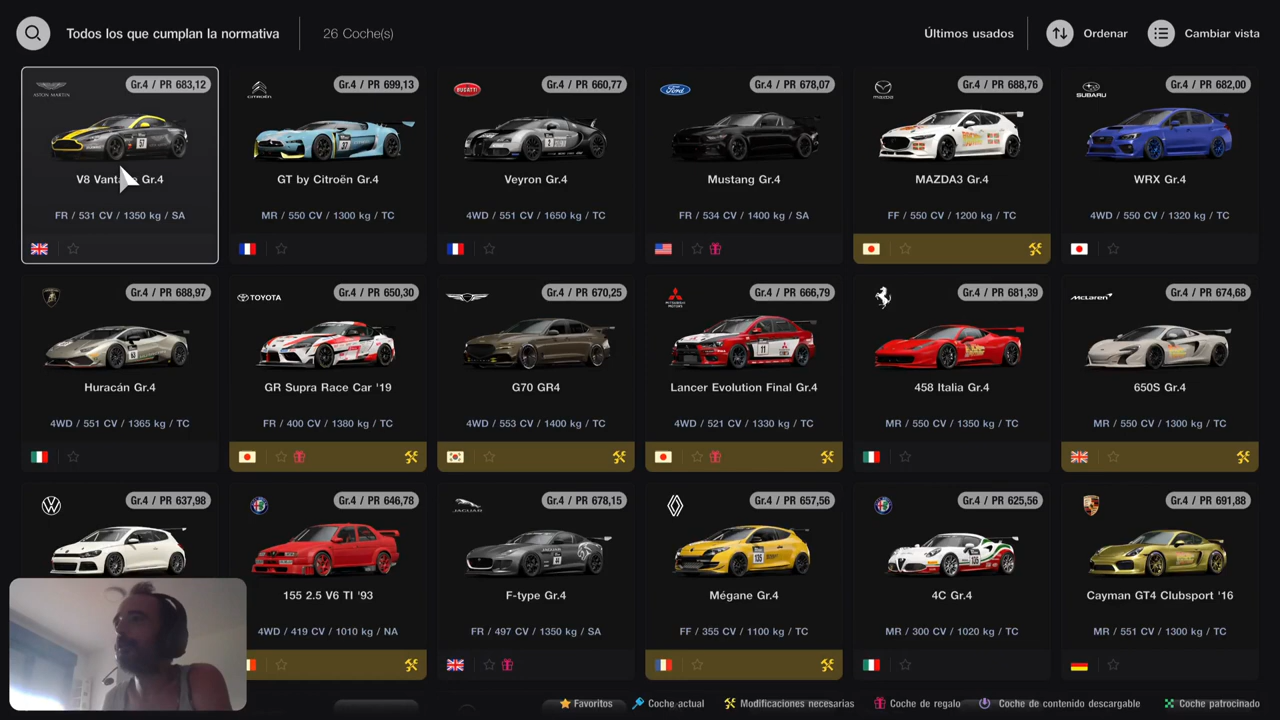 Todos los que cumplan la normativa
26 Coche(s)
Últimos usados
Ordenar
Cambiar vista
ASTON MARTIN
Gr.4 / PR 683,12
V8 Vantage Gr.4
FR / 531 CV / 1350 kg / SA
CITROËN
Gr.4 / PR 699,13
GT by Citroën Gr.4
MR / 550 CV / 1300 kg / TC
BUGATTI
Gr.4 / PR 660,77
Veyron Gr.4
4WD / 551 CV / 1650 kg / TC
Ford
Gr.4 / PR 678,07
Mustang Gr.4
FR / 534 CV / 1400 kg / SA
mazda
Gr.4 / PR 688,76
MAZDA3 Gr.4
FF / 550 CV / 1200 kg / TC
SUBARU
Gr.4 / PR 682,00
WRX Gr.4
4WD / 550 CV / 1320 kg / TC
Gr.4 / PR 688,97
Huracán Gr.4
4WD / 551 CV / 1365 kg / TC
TOYOTA
Gr.4 / PR 650,30
GR Supra Race Car '19
FR / 400 CV / 1380 kg / TC
Gr.4 / PR 670,25
G70 GR4
4WD / 553 CV / 1400 kg / TC
MITSUBISHI
MOTORS
Gr.4 / PR 666,79
Lancer Evolution Final Gr.4
4WD / 521 CV / 1330 kg / TC
Gr.4 / PR 681,39
458 Italia Gr.4
MR / 550 CV / 1350 kg / TC
McLaren
Gr.4 / PR 674,68
650S Gr.4
MR / 550 CV / 1300 kg / TC
Gr.4 / PR 637,98
Gr.4 / PR 646,78
155 2.5 V6 TI '93
4WD / 419 CV / 1010 kg / NA
JAGUAR
Gr.4 / PR 678,15
F-type Gr.4
FR / 497 CV / 1350 kg / SA
Gr.4 / PR 657,56
Mégane Gr.4
FF / 355 CV / 1100 kg / TC
Gr.4 / PR 625,56
4C Gr.4
MR / 300 CV / 1020 kg / TC
Gr.4 / PR 691,88
Cayman GT4 Clubsport '16
MR / 551 CV / 1300 kg / TC
Favoritos
Coche actual
Modificaciones necesarias
Coche de regalo
Coche de contenido descargable
Coche patrocinado